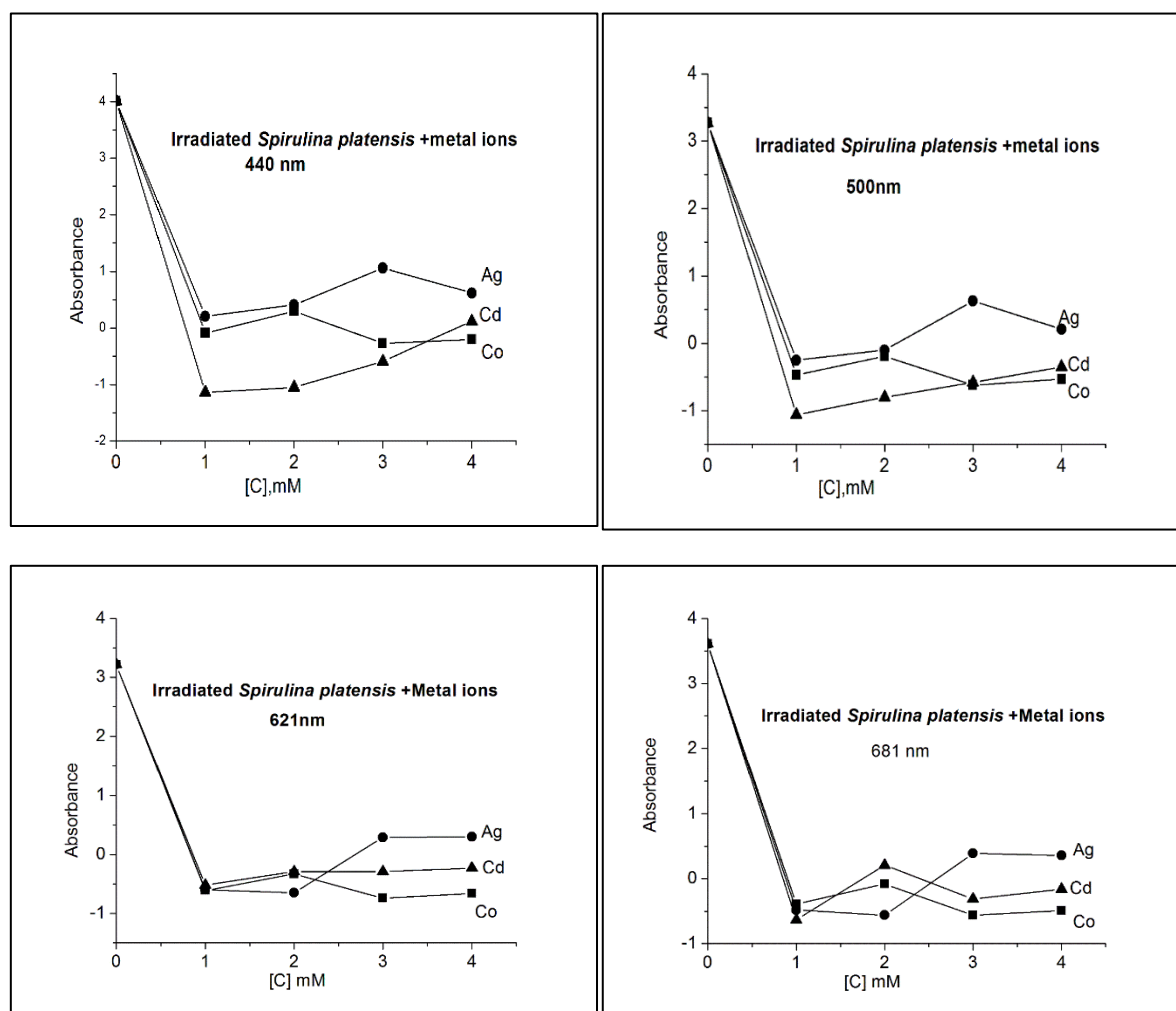 4
3
2
1
0
-1
-2
Absorbance
Irradiated Spirulina platensis +metal ions
440 nm
Ag
Cd
Co
0 1 2 3 4
[C],mM
4
3
2
1
0
-1
Absorbance
Irradiated Spirulina platensis +metal ions
500nm
Ag
Cd
Co
0 1 2 3 4
[C],mM
4
3
2
1
0
-1
Absorbance
Irradiated Spirulina platensis +Metal ions
621nm
Ag
Cd
Co
0 1 2 3 4
[C] mM
4
3
2
1
0
-1
Absorbance
Irradiated Spirulina platensis +Metal ions
681 nm
Ag
Cd
Co
0 1 2 3 4
[C] mM